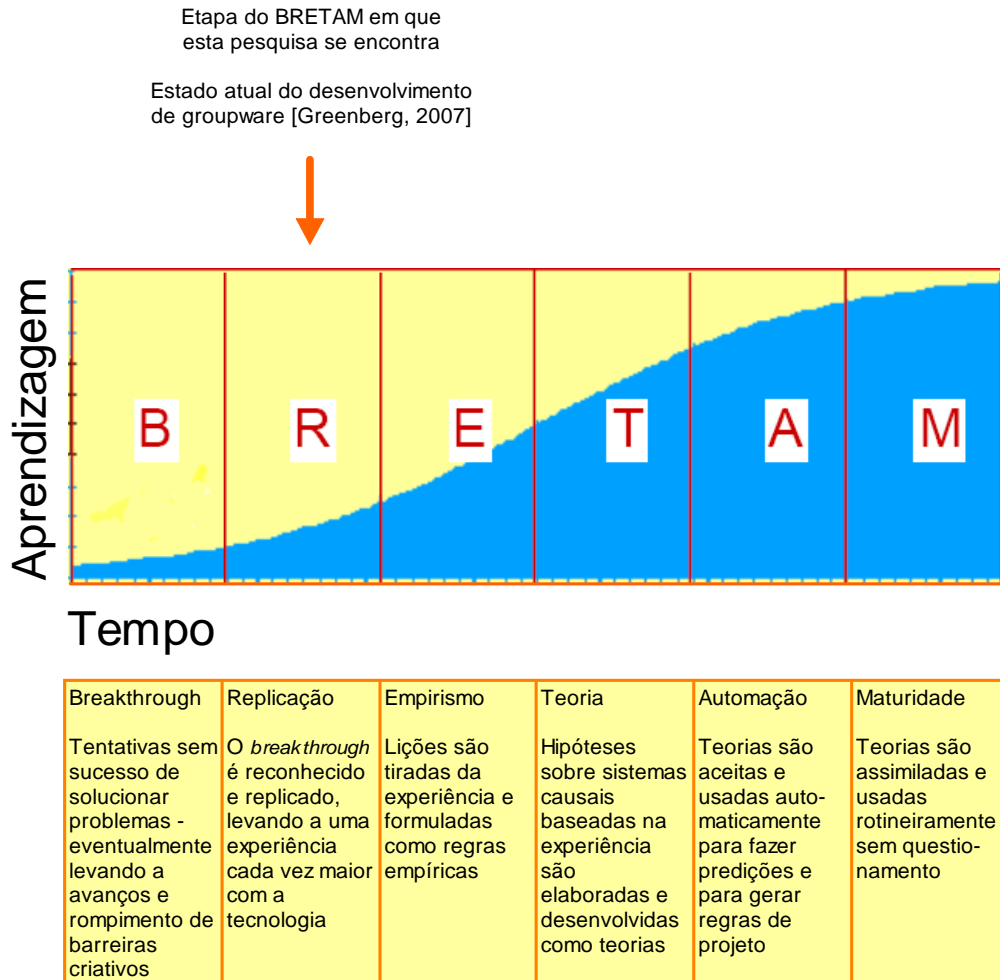 Etapa do BRETAM em que
esta pesquisa se encontra
Estado atual do desenvolvimento
de groupware [Greenberg, 2007]
Aprendizagem
B
R
E
T
A
M
Tempo
Breakthrough
Tentativas sem
sucesso de
solucionar
problemas -
eventualmente
levando a
avanços e
rompimento de
barreiras
criativos
Replicação
O breakthrough
é reconhecido
e replicado,
levando a uma
experiência
cada vez maior
com a
tecnologia
Empirismo
Lições são
tiradas da
experiência e
formuladas
como regras
empíricas
Teoria
Hipóteses
sobre sistemas
causais
baseadas na
experiência
são
elaboradas e
desenvolvidas
como teorias
Automação
Teorias são
aceitas e
usadas auto-
maticamente
para fazer
predições e
para gerar
regras de
projeto
Maturidade
Teorias são
assimiladas e
usadas
rotineiramente
sem questio-
namento